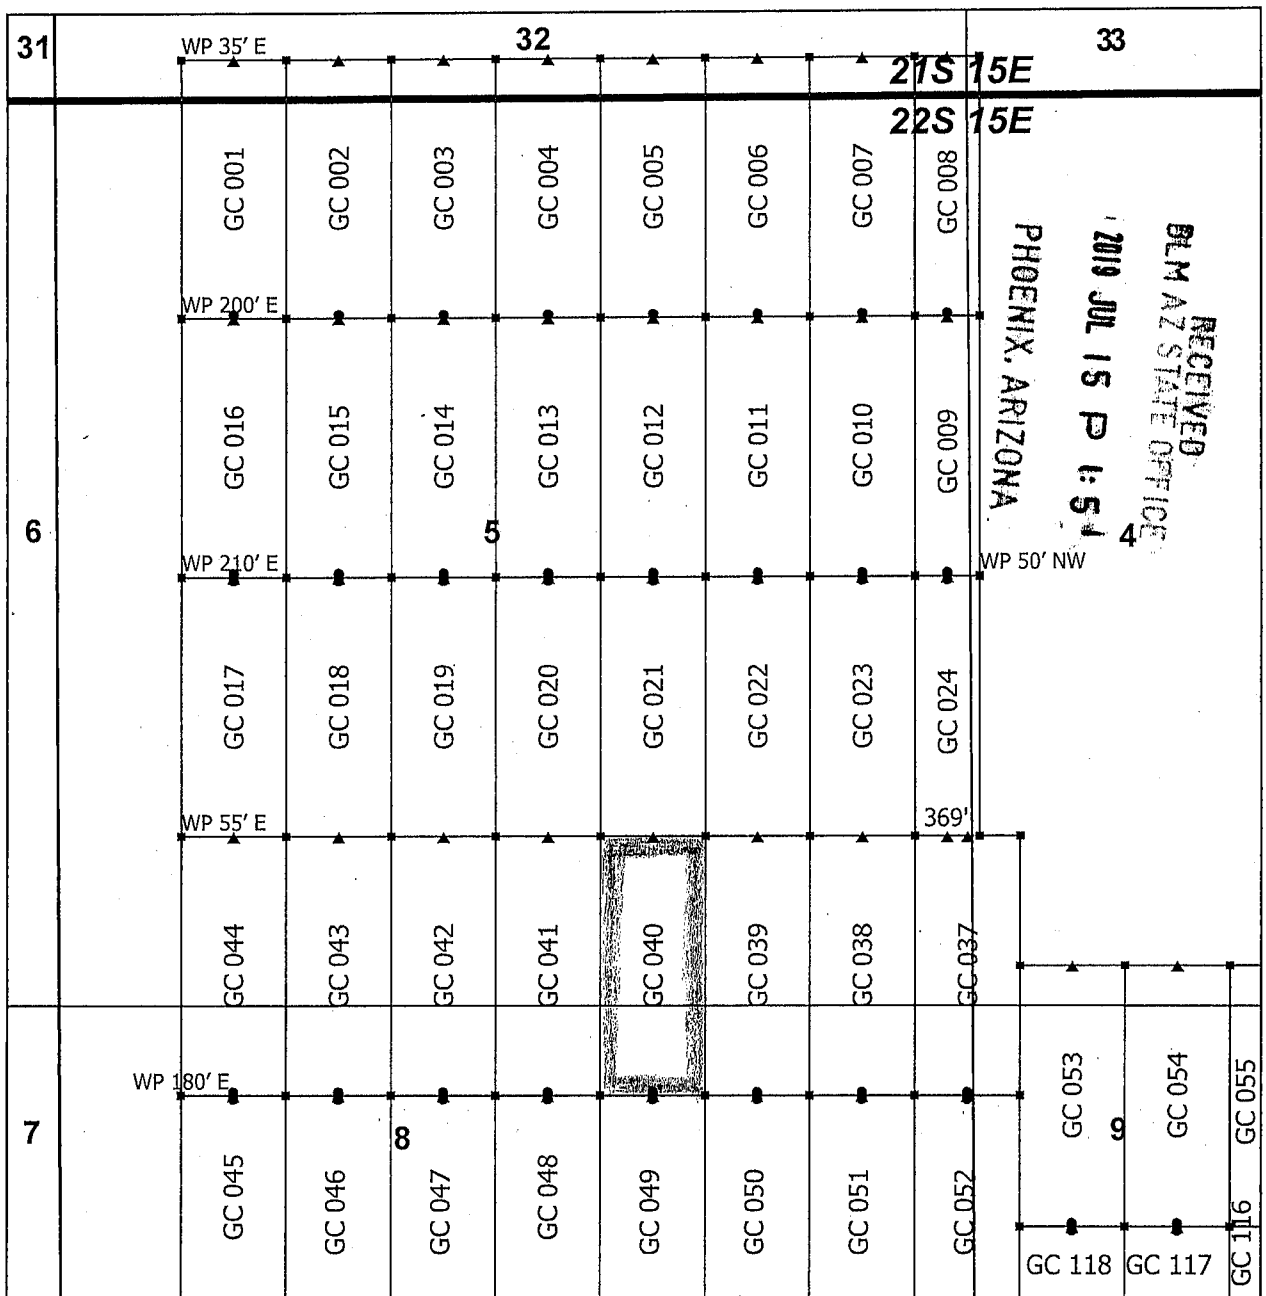 31
WP 35' E
32
33
21S 15E
22S 15E
GC 001
GC 002
GC 003
GC 004
GC 005
GC 006
GC 007
GC 008
RECEIVED
BLM AZ STATE OFFICE
2019 JUL 15 P 1:51
PHOENIX, ARIZONA
WP 200' E
GC 016
GC 015
GC 014
GC 013
GC 012
GC 011
GC 010
GC 009
6
5
4
WP 210' E
WP 50' NW
GC 017
GC 018
GC 019
GC 020
GC 021
GC 022
GC 023
GC 024
WP 55' E
369'
GC 044
GC 043
GC 042
GC 041
GC 040
GC 039
GC 038
GC 037
WP 180' E
GC 053
GC 054
GC 055
7
8
9
GC 045
GC 046
GC 047
GC 048
GC 049
GC 050
GC 051
GC 052
GC 118
GC 117
GC 116